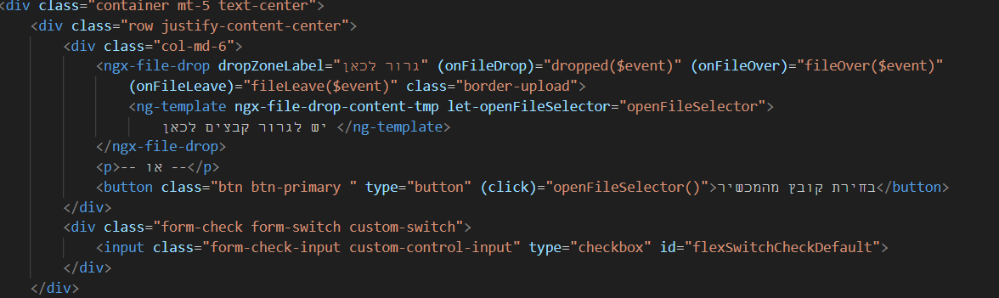 <div class="container mt-5 text-center">
<div class="row justify-content-center">
<div class="col-md-6">
<ngx-file-drop dropZoneLabel="גרור לכאן" (onFileDrop)="dropped($event)" (onFileOver)="fileOver($event)"
(onFileLeave)="fileLeave($event)" class="border-upload">
<ng-template ngx-file-drop-content-tmp let-openFileSelector="openFileSelector">
יש לגרור קבצים לכאן </ng-template>
</ngx-file-drop>
<p>-- או --</p>
<button class="btn btn-primary " type="button" (click)="openFileSelector()">בחירת קובץ מהמכשיר</button>
</div>
<div class="form-check form-switch custom-switch">
<input class="form-check-input custom-control-input" type="checkbox" id="flexSwitchCheckDefault">
</div>
</div>